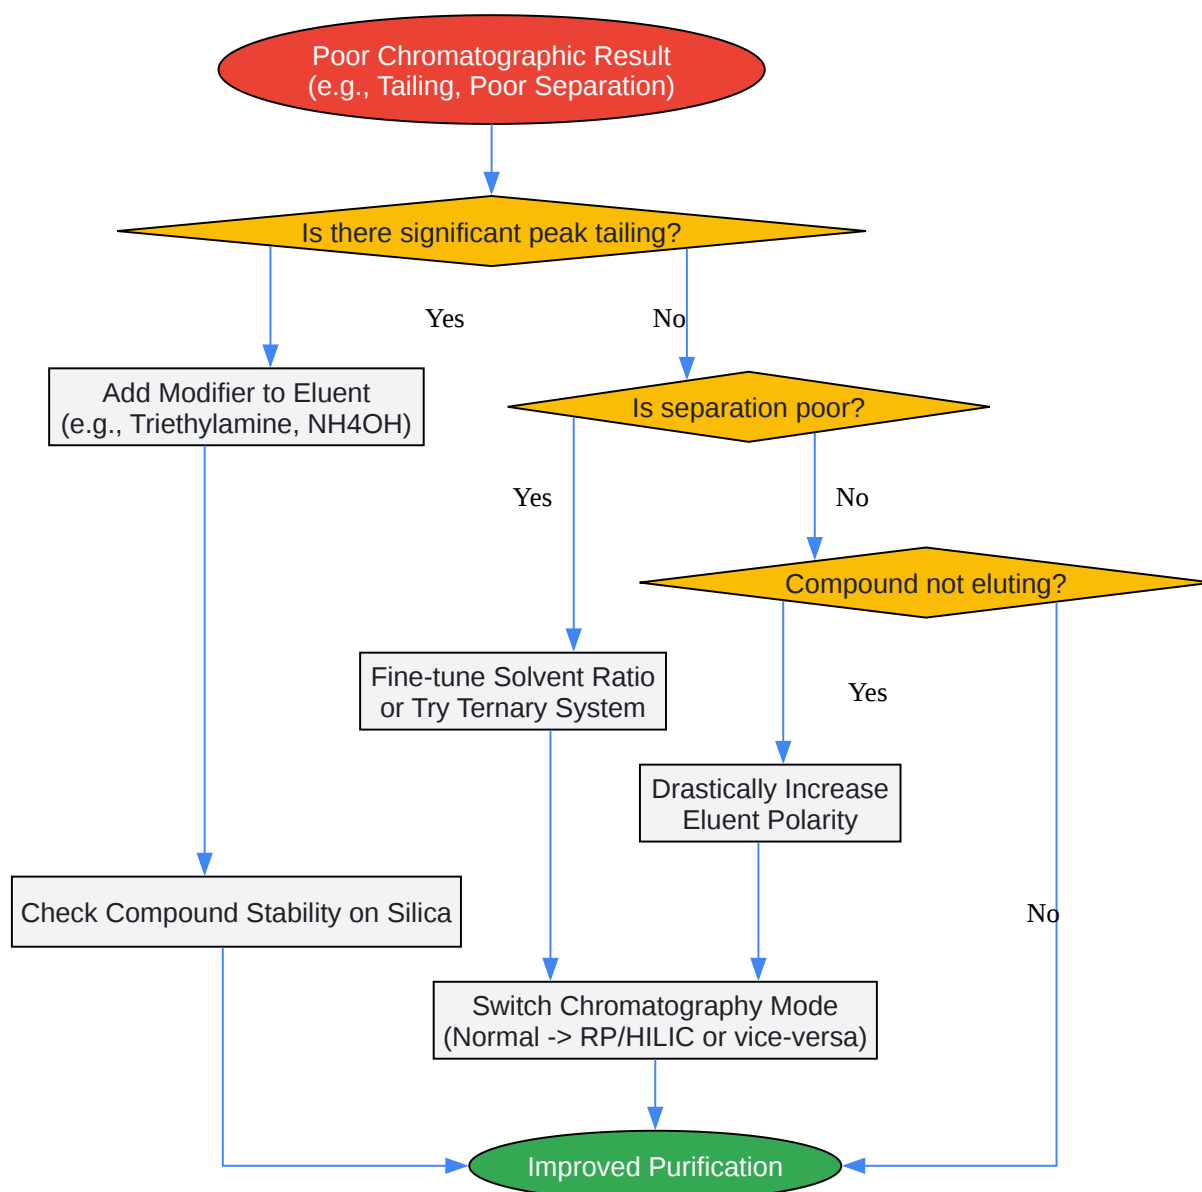 Poor Chromatographic Result
(e.g., Tailing, Poor Separation)
Is there significant peak tailing?
Yes
No
Add Modifier to Eluent
(e.g., Triethylamine, NH4OH)
Is separation poor?
Yes
No
Compound not eluting?
Fine-tune Solvent Ratio
or Try Ternary System
Yes
Drastically Increase
Eluent Polarity
Check Compound Stability on Silica
No
Switch Chromatography Mode
(Normal -> RP/HILIC or vice-versa)
Improved Purification